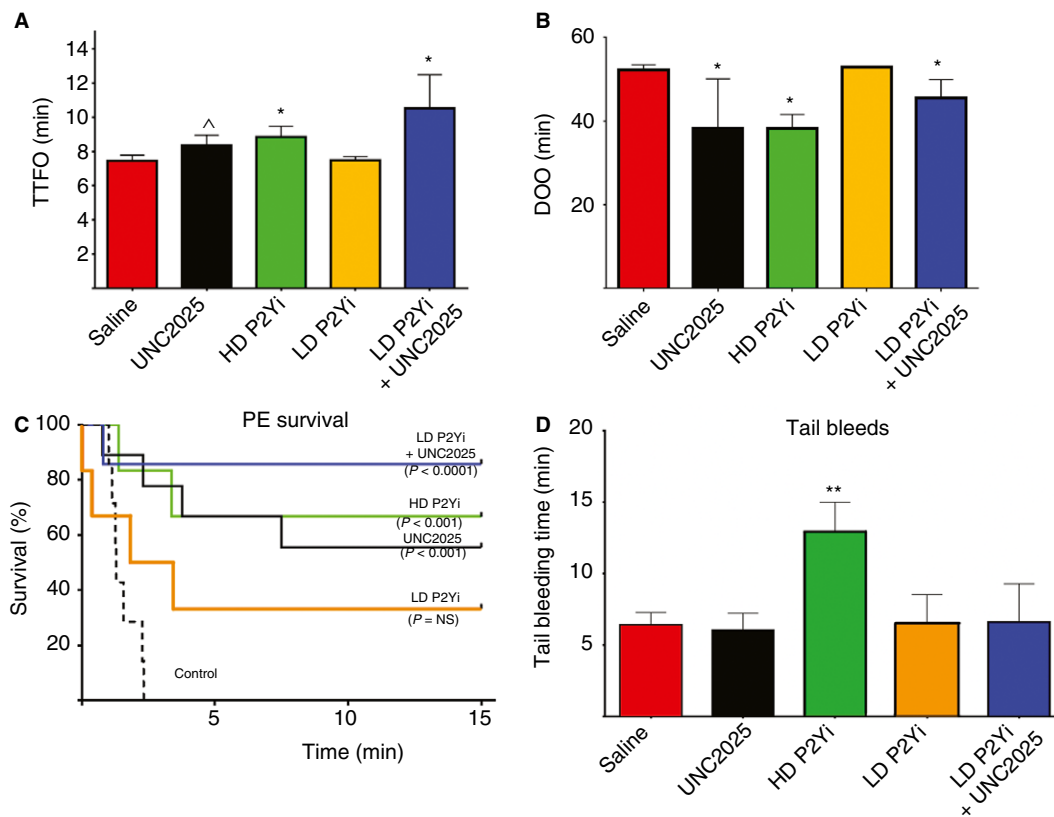 A
TTFO (min)
14
12
10
8
6
4
2
^
*
*
Saline
UNC2025
HD P2Yi
LD P2Yi
LD P2Yi
+ UNC2025
B
DOO (min)
60
40
20
*
*
*
Saline
UNC2025
HD P2Yi
LD P2Yi
LD P2Yi
+ UNC2025
C
PE survival
Survival (%)
100
80
60
40
20
LD P2Yi
+ UNC2025
(P < 0.0001)
HD P2Yi
(P < 0.001)
UNC2025
(P < 0.001)
LD P2Yi
(P = NS)
Control
5
10
15
Time (min)
D
Tail bleeds
Tail bleeding time (min)
20
15
10
5
**
Saline
UNC2025
HD P2Yi
LD P2Yi
LD P2Yi
+ UNC2025